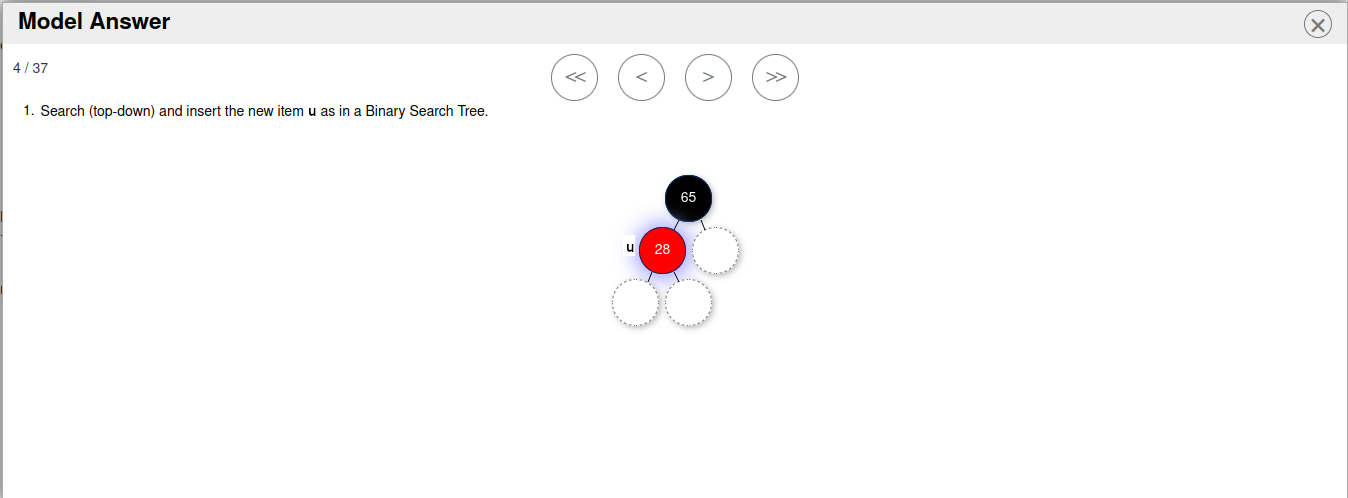 Model Answer
4 / 37
<< < > >>
1. Search (top-down) and insert the new item u as in a Binary Search Tree.
65
u 28